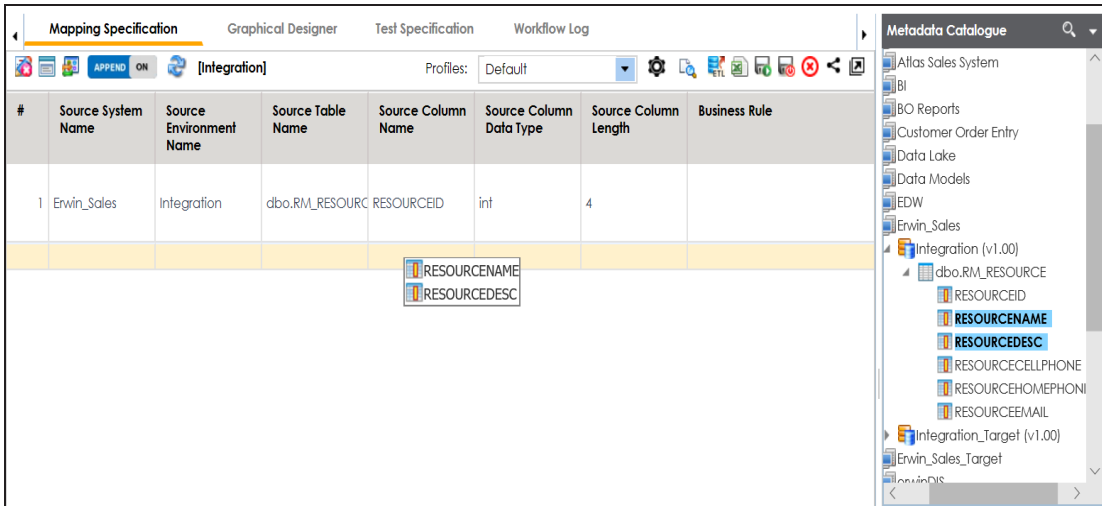 Mapping Specification Graphical Designer Test Specification Workflow Log
APPEND ON [Integration] Profiles: Default ETL
# Source System Name Source Environment Name Source Table Name Source Column Name Source Column Data Type Source Column Length Business Rule
1 Erwin_Sales Integration dbo.RM_RESOURC RESOURCEID int 4
RESOURCENAME
RESOURCEDESC
Metadata Catalogue
Atlas Sales System
BI
BO Reports
Customer Order Entry
Data Lake
Data Models
EDW
Erwin_Sales
Integration (v1.00)
dbo.RM_RESOURCE
RESOURCEID
RESOURCENAME
RESOURCEDESC
RESOURCECELLPHONE
RESOURCEHOMEPHONI
RESOURCEEMAIL
Integration_Target (v1.00)
Erwin_Sales_Target
erwinDIS